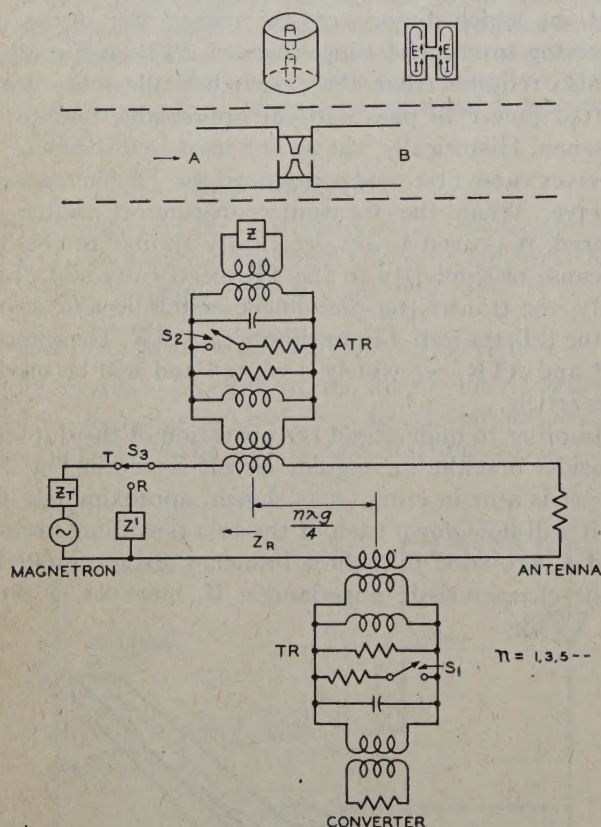 E E
A B
Z
S2
ATR
T S3
R
ZT
Z'
nλg
4
ZR
MAGNETRON
ANTENNA
TR
S1
n = 1,3,5--
CONVERTER